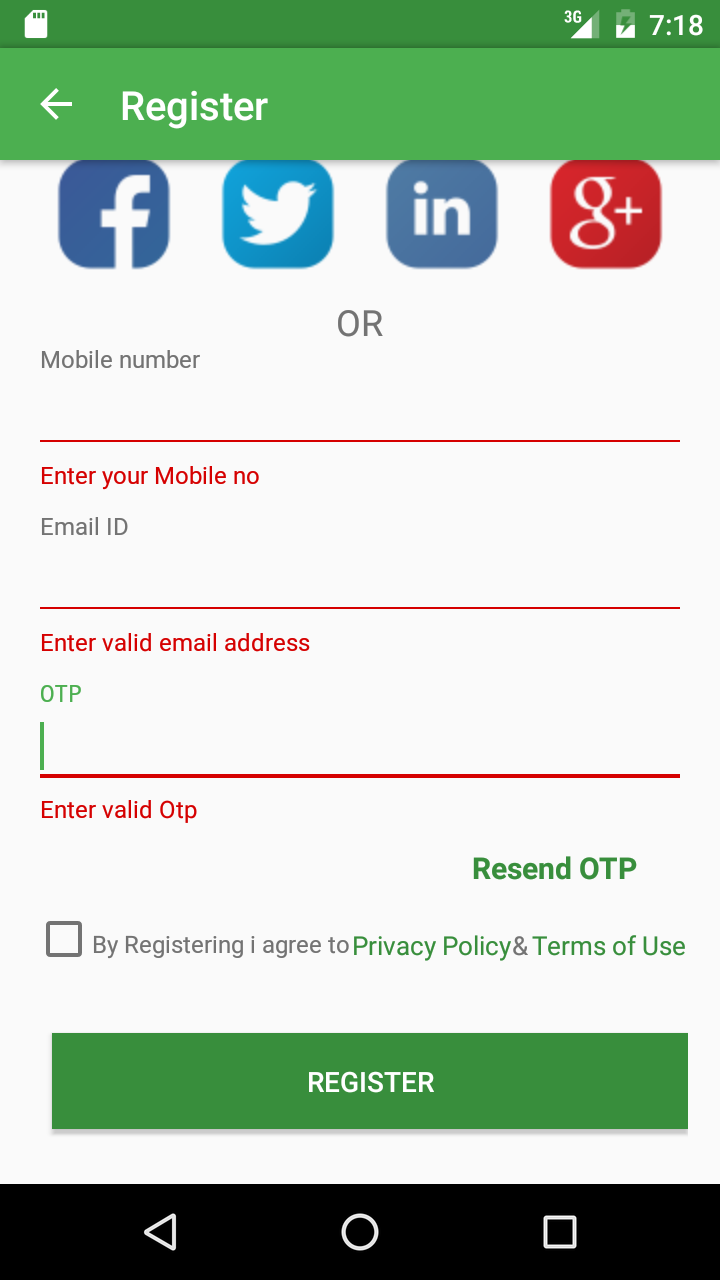 3G 7:18
Register
f in g+
OR
Mobile number
Enter your Mobile no
Email ID
Enter valid email address
OTP
Enter valid Otp
Resend OTP
By Registering i agree to Privacy Policy & Terms of Use
REGISTER